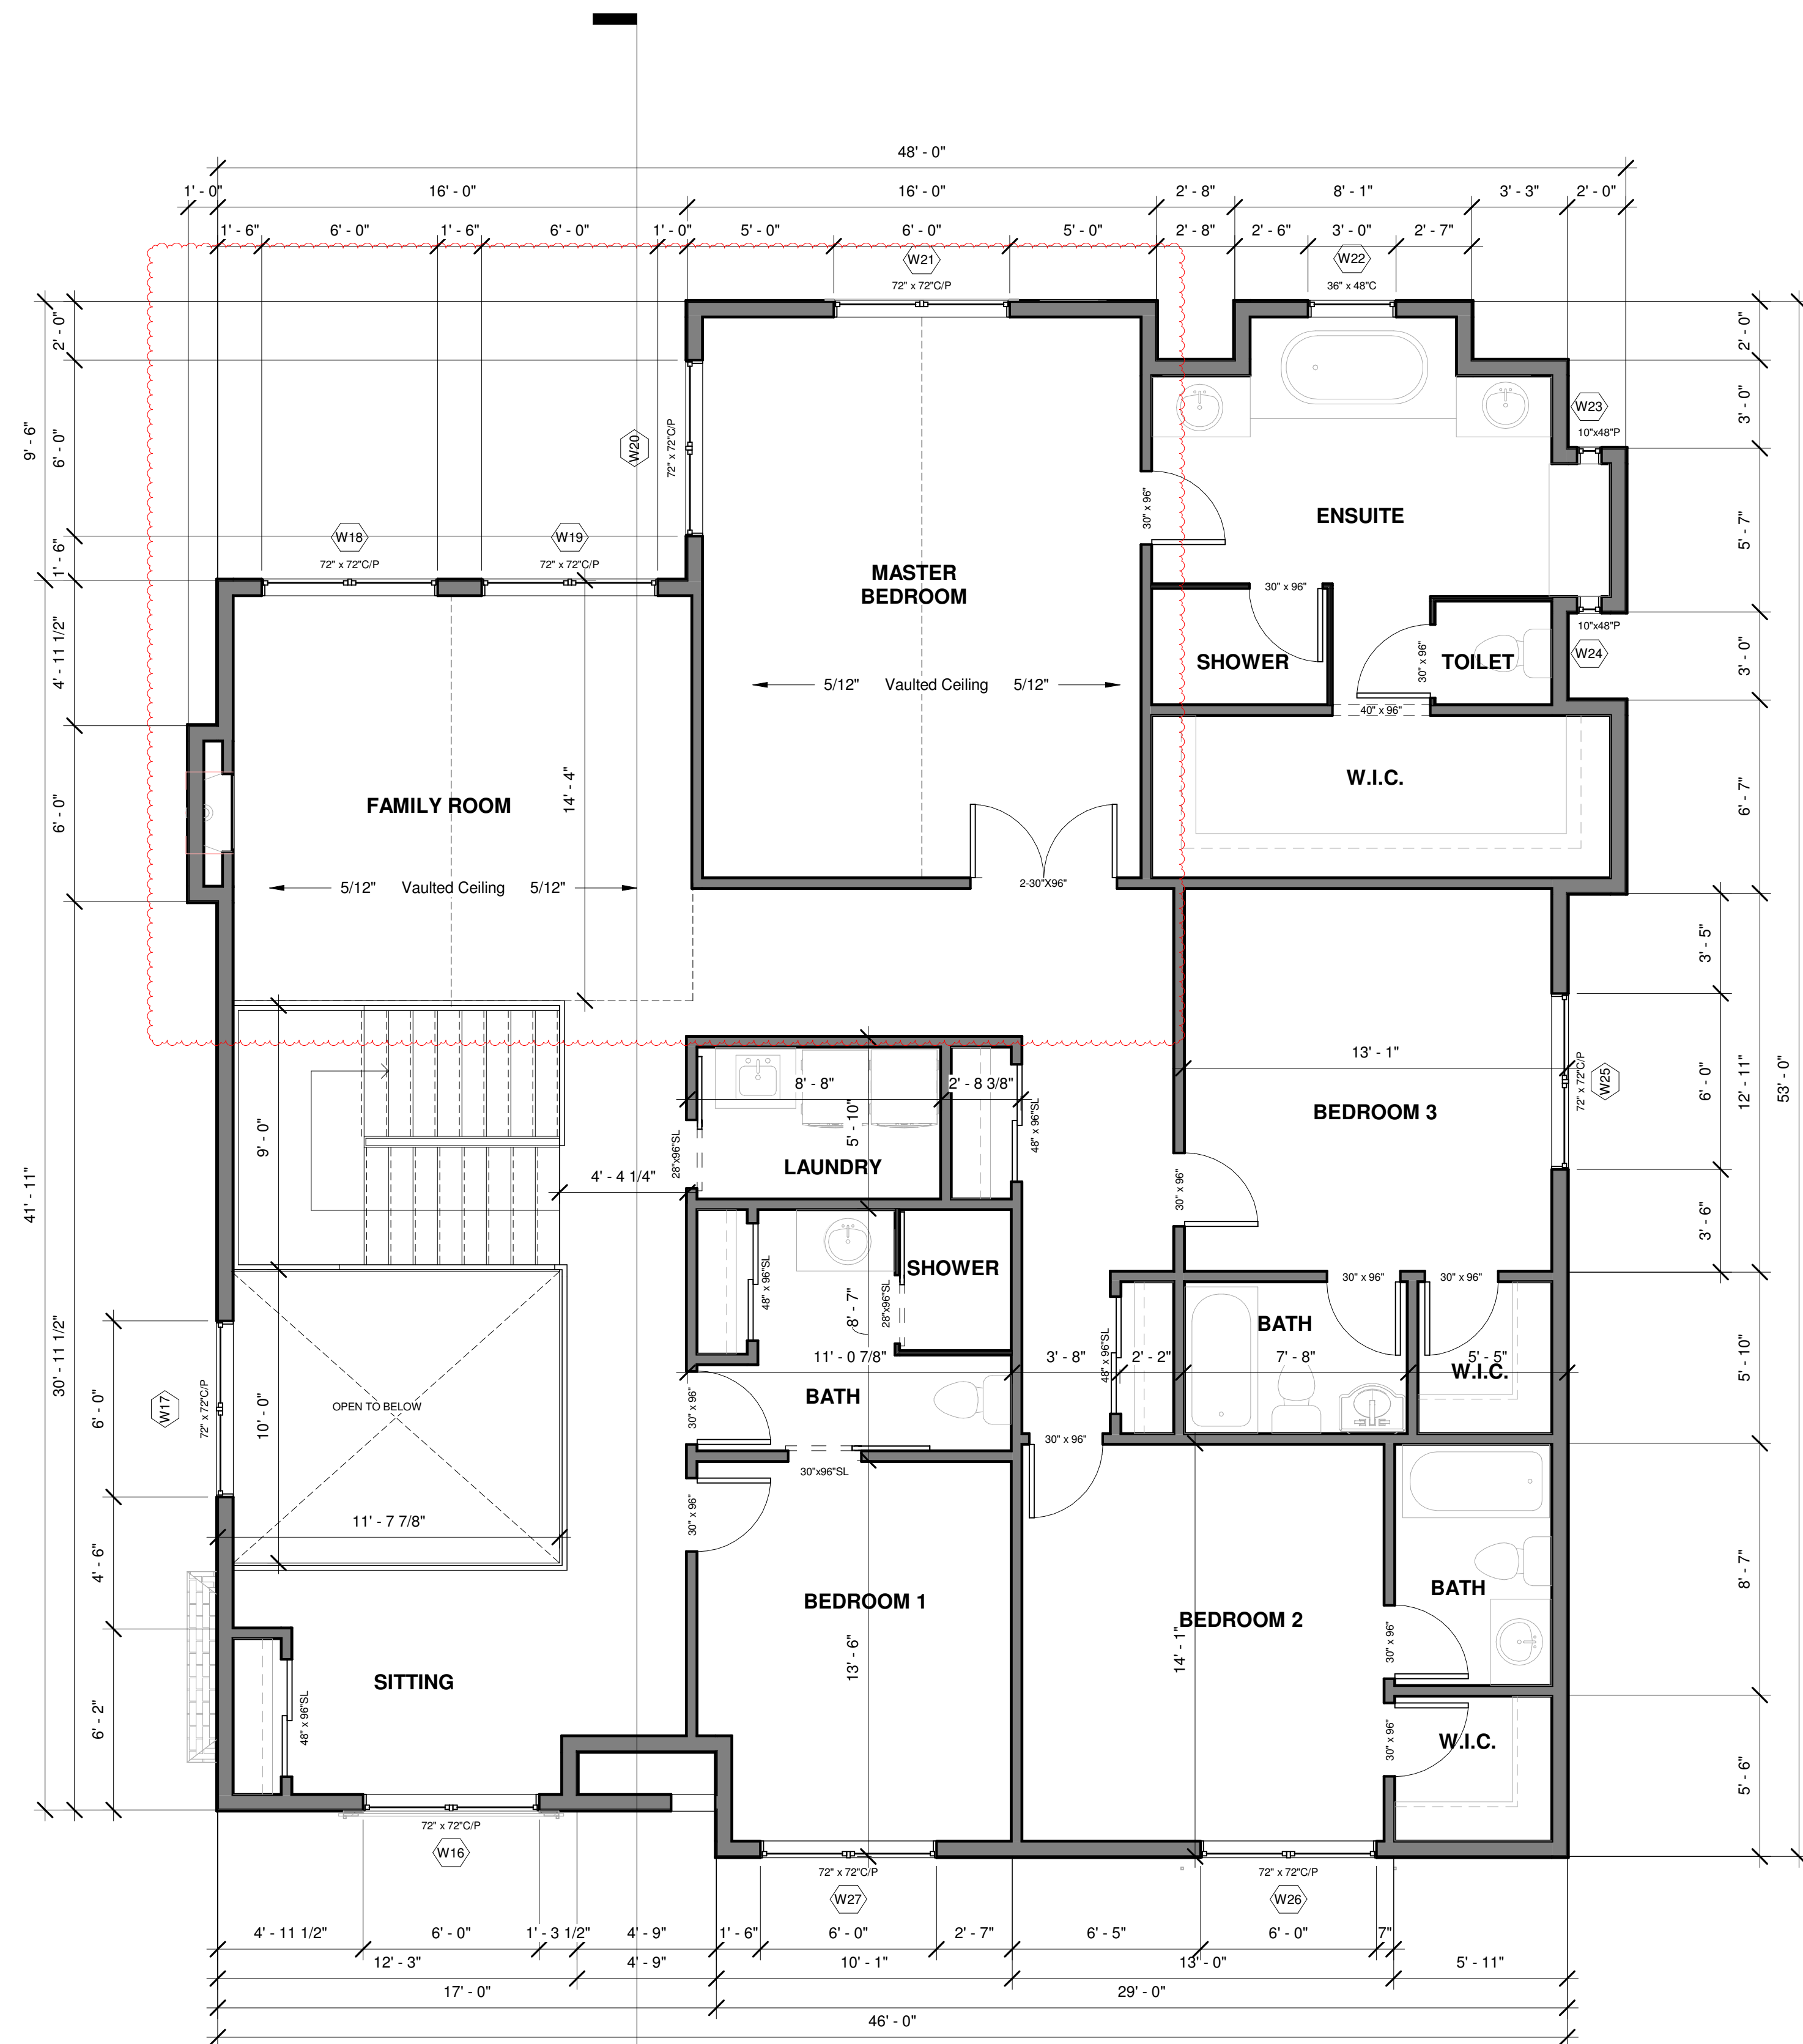 48' - 0"
1' - 0" 16' - 0" 16' - 0" 2' - 8" 8' - 1" 3' - 3" 2' - 0"
1' - 6" 6' - 0" 1' - 6" 6' - 0" 1' - 0" 5' - 0" 6' - 0" 5' - 0" 2' - 8" 2' - 6" 3' - 0" 2' - 7"
W21
72" x 72"C/P
W22
36" x 48"C
2' - 0"
9' - 6"
6' - 0"
1' - 6"
W20
72" x 72"C/P
W18
72" x 72"C/P
W19
72" x 72"C/P
MASTER
BEDROOM
30" x 96"
ENSUITE
W23
10"x48"P
2' - 0"
3' - 0"
5' - 7"
30" x 96"
SHOWER
30" x 96"
TOILET
10"x48"P
W24
3' - 0"
40" x 96"
5/12" Vaulted Ceiling 5/12"
W.I.C.
6' - 7"
4' - 11 1/2"
6' - 0"
FAMILY ROOM
14' - 4"
5/12" Vaulted Ceiling 5/12"
2-30"X96"
3' - 5"
13' - 1"
72" x 72"C/P
W25
6' - 0"
12' - 11"
53' - 0"
BEDROOM 3
30" x 96"
3' - 6"
8' - 8"
2' - 8 3/8"
5' - 10"
48" x 96"SL
28"x96"SL
LAUNDRY
4' - 4 1/4"
9' - 0"
41' - 11"
30' - 11 1/2"
SHOWER
48" x 96"SL
8' - 7"
28"x96"SL
11' - 0 7/8"
30" x 96"
BATH
30"x96"SL
3' - 8"
48" x 96"SL
2' - 2"
30" x 96"
30" x 96"
BATH
7' - 8"
5' - 5"
W.I.C.
5' - 10"
30" x 96"
W17
72" x 72"C/P
6' - 0"
10' - 0"
OPEN TO BELOW
11' - 7 7/8"
30" x 96"
4' - 6"
6' - 2"
SITTING
48" x 96"SL
BEDROOM 1
13' - 6"
BEDROOM 2
14' - 1"
BATH
30" x 96"
8' - 7"
W.I.C.
30" x 96"
5' - 6"
72" x 72"C/P
W16
72" x 72"C/P
W27
72" x 72"C/P
W26
4' - 11 1/2" 6' - 0" 1' - 3 1/2" 4' - 9" 1' - 6" 6' - 0" 2' - 7" 6' - 5" 6' - 0" 7"
12' - 3" 4' - 9" 10' - 1" 13' - 0" 5' - 11"
17' - 0" 29' - 0"
46' - 0"